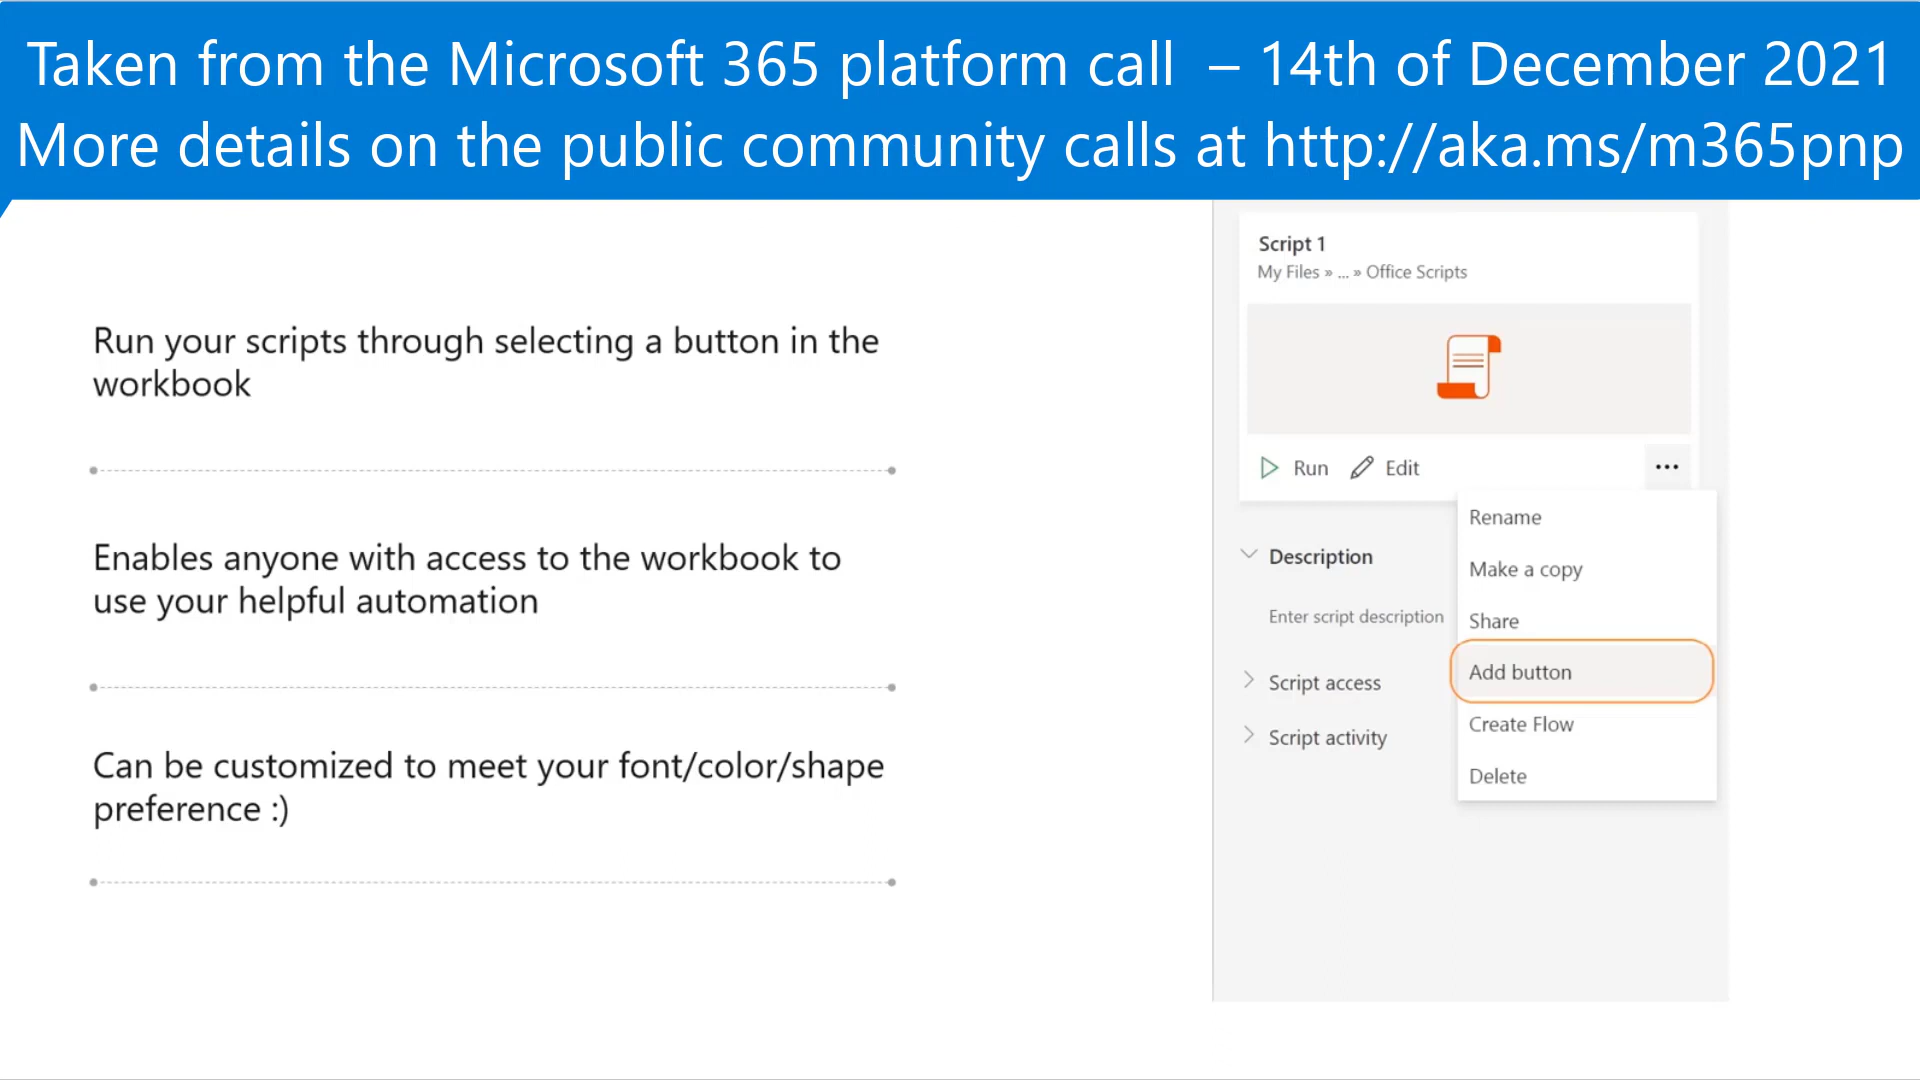 Taken from the Microsoft 365 platform call – 14th of December 2021
More details on the public community calls at http://aka.ms/m365pnp
Run your scripts through selecting a button in the
workbook
Enables anyone with access to the workbook to
use your helpful automation
Can be customized to meet your font/color/shape
preference :)
Script 1
My Files » ... » Office Scripts
Run Edit ...
Rename
Make a copy
Share
Add button
Create Flow
Delete
Description
Enter script description
Script access
Script activity